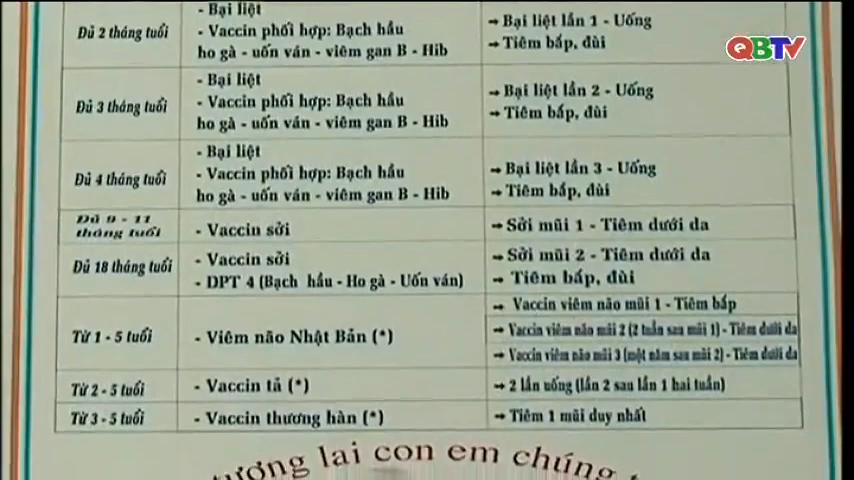 QBTV
- Bại liệt
Đủ 2 tháng tuổi
- Vaccin phối hợp: Bạch hầu
ho gà - uốn ván - viêm gan B - Hib
→ Bại liệt lần 1 - Uống
→ Tiêm bắp, đùi
Đủ 3 tháng tuổi
- Bại liệt
- Vaccin phối hợp: Bạch hầu
ho gà - uốn ván - viêm gan B - Hib
→ Bại liệt lần 2 - Uống
→ Tiêm bắp, đùi
Đủ 4 tháng tuổi
- Bại liệt
- Vaccin phối hợp: Bạch hầu
ho gà - uốn ván - viêm gan B - Hib
→ Bại liệt lần 3 - Uống
→ Tiêm bắp, đùi
Đủ 9 - 11
tháng tuổi
- Vaccin sởi
→ Sởi mũi 1 - Tiêm dưới da
Đủ 18 tháng tuổi
- Vaccin sởi
- DPT 4 (Bạch hầu - Ho gà - Uốn ván)
→ Sởi mũi 2 - Tiêm dưới da
→ Tiêm bắp, đùi
Từ 1 - 5 tuổi
- Viêm não Nhật Bản (*)
→ Vaccin viêm não mũi 1 - Tiêm bắp
→ Vaccin viêm não mũi 2 (2 tuần sau mũi 1) - Tiêm dưới da
→ Vaccin viêm não mũi 3 (một năm sau mũi 2) - Tiêm dưới da
Từ 2 - 5 tuổi
- Vaccin tả (*)
→ 2 lần uống (lần 2 sau lần 1 hai tuần)
Từ 3 - 5 tuổi
- Vaccin thương hàn (*)
→ Tiêm 1 mũi duy nhất
tương lai con em chúng